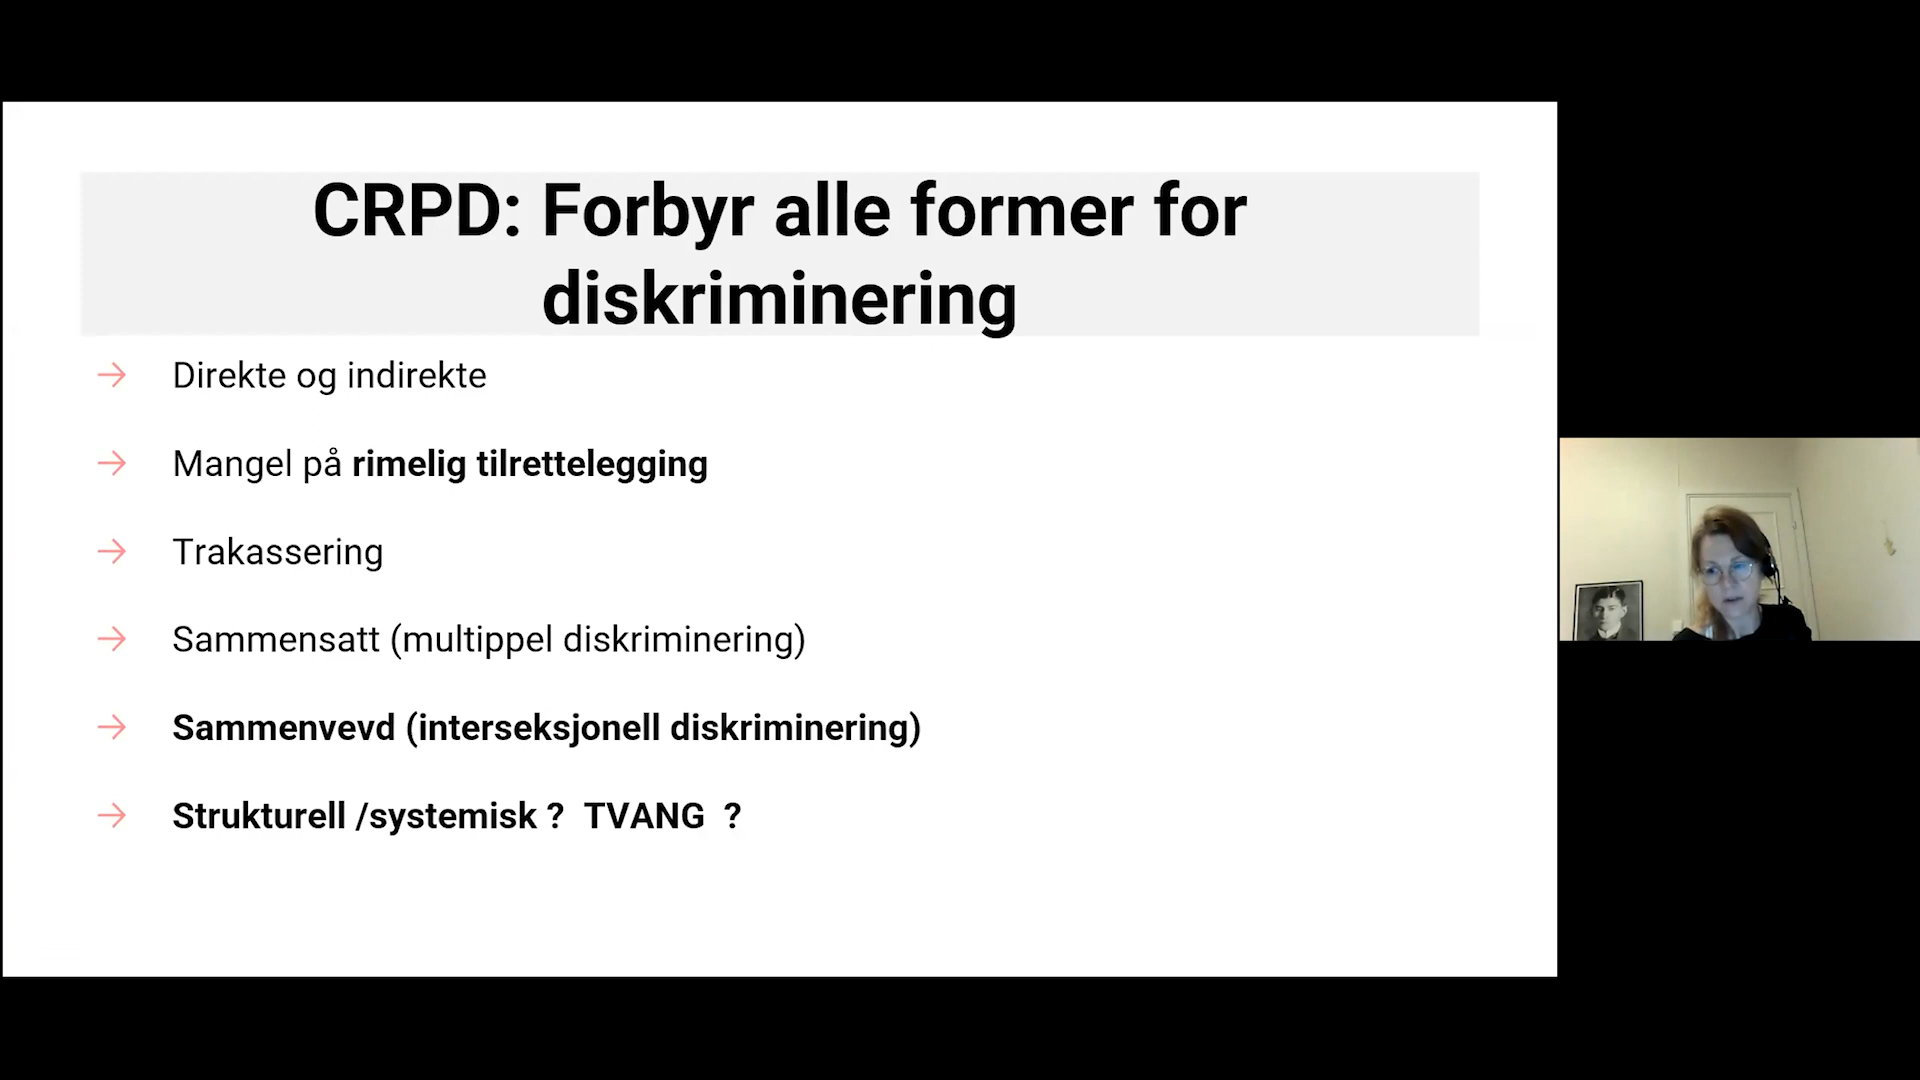 CRPD: Forbyr alle former for
diskriminering
Direkte og indirekte
Mangel på rimelig tilrettelegging
Trakassering
Sammensatt (multippel diskriminering)
Sammenvevd (interseksjonell diskriminering)
Strukturell /systemisk ? TVANG ?